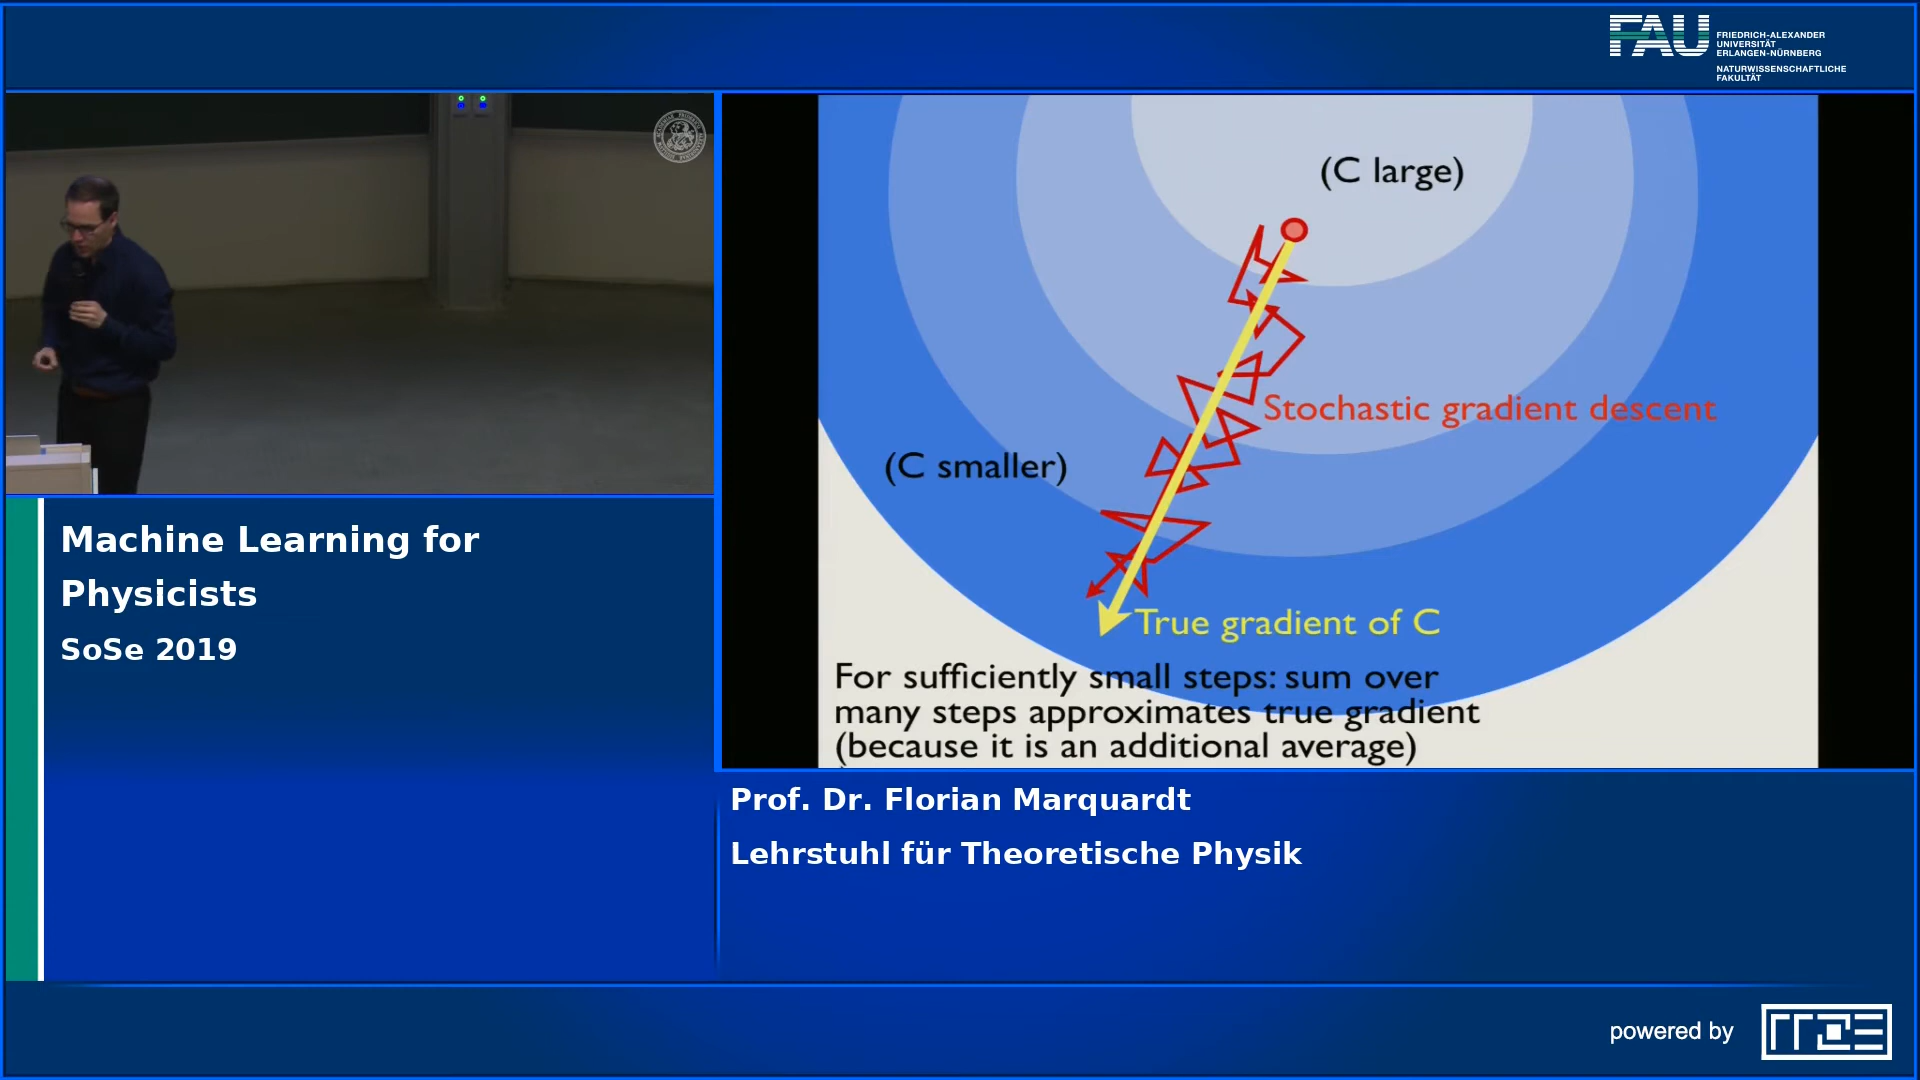 FAU
FRIEDRICH-ALEXANDER
UNIVERSITÄT
ERLANGEN-NÜRNBERG
NATURWISSENSCHAFTLICHE
FAKULTÄT
(C large)
Stochastic gradient descent
(C smaller)
True gradient of C
For sufficiently small steps: sum over
many steps approximates true gradient
(because it is an additional average)
Machine Learning for
Physicists
SoSe 2019
Prof. Dr. Florian Marquardt
Lehrstuhl für Theoretische Physik
powered by